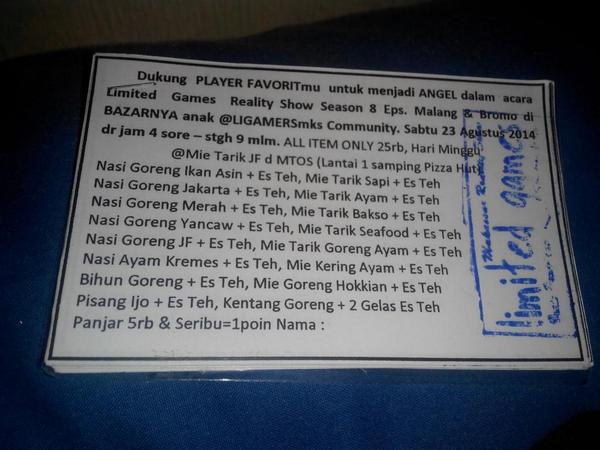 Dukung PLAYER FAVORITmu untuk menjadi ANGEL dalam acara
Limited Games Reality Show Season 8 Eps. Malang & Bromo di
BAZARNYA anak @LIGAMERSmks Community. Sabtu 23 Agustus 2014
dr jam 4 sore – stgh 9 mlm. ALL ITEM ONLY 25rb, Hari Minggu
@Mie Tarik JF d MTOS (Lantai 1 samping Pizza Hut)
Nasi Goreng Ikan Asin + Es Teh, Mie Tarik Sapi + Es Teh
Nasi Goreng Jakarta + Es Teh, Mie Tarik Ayam + Es Teh
Nasi Goreng Merah + Es Teh, Mie Tarik Bakso + Es Teh
Nasi Goreng Yancaw + Es Teh, Mie Tarik Seafood + Es Teh
Nasi Goreng JF + Es Teh, Mie Tarik Goreng Ayam + Es Teh
Nasi Ayam Kremes + Es Teh, Mie Kering Ayam + Es Teh
Bihun Goreng + Es Teh, Mie Goreng Hokkian + Es Teh
Pisang Ijo + Es Teh, Kentang Goreng + 2 Gelas Es Teh
Panjar 5rb & Seribu=1poin Nama :
limited games